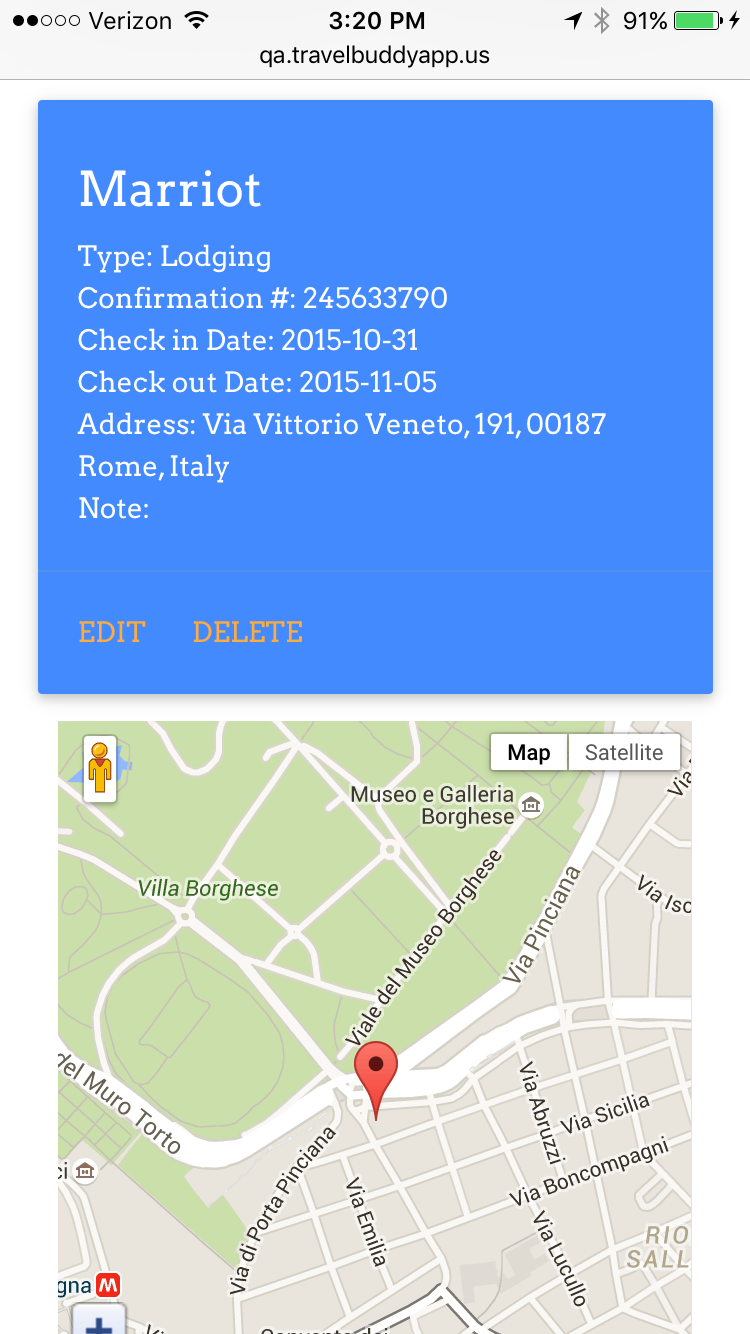 Verizon 3:20 PM 91%
qa.travelbuddyapp.us
Marriot
Type: Lodging
Confirmation #: 245633790
Check in Date: 2015-10-31
Check out Date: 2015-11-05
Address: Via Vittorio Veneto, 191, 00187
Rome, Italy
Note:
EDIT DELETE
Map Satellite
Museo e Galleria
Borghese
Via
Villa Borghese
Via Isc
Viale del Museo Borghese
Via Pinciana
del Muro Torto
Via Abruzzi
Via Sicilia
Via Boncompagni
Via di Porta Pinciana
Via Emilia
Via Lucullo
ci
RIO
SALL
gna M